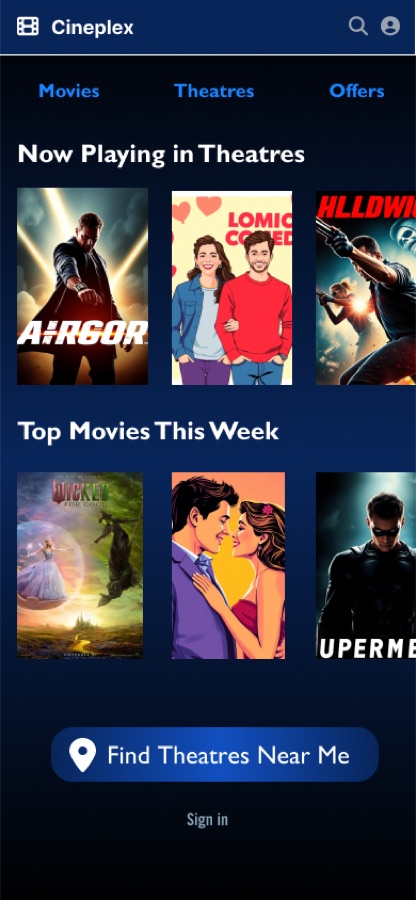 Cineplex
Movies Theatres Offers
Now Playing in Theatres
AIRGOR
LOMIC
COMED
HLLDWI
Top Movies This Week
WICKED
FOR GOOD
UPERME
Find Theatres Near Me
Sign in